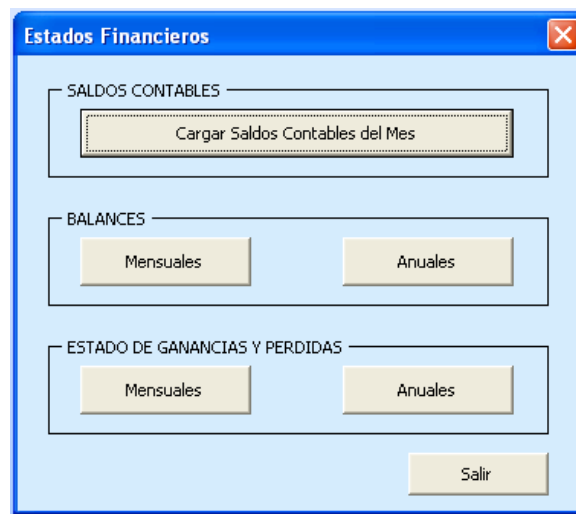 Estados Financieros
SALDOS CONTABLES
Cargar Saldos Contables del Mes
BALANCES
Mensuales Anuales
ESTADO DE GANANCIAS Y PERDIDAS
Mensuales Anuales
Salir